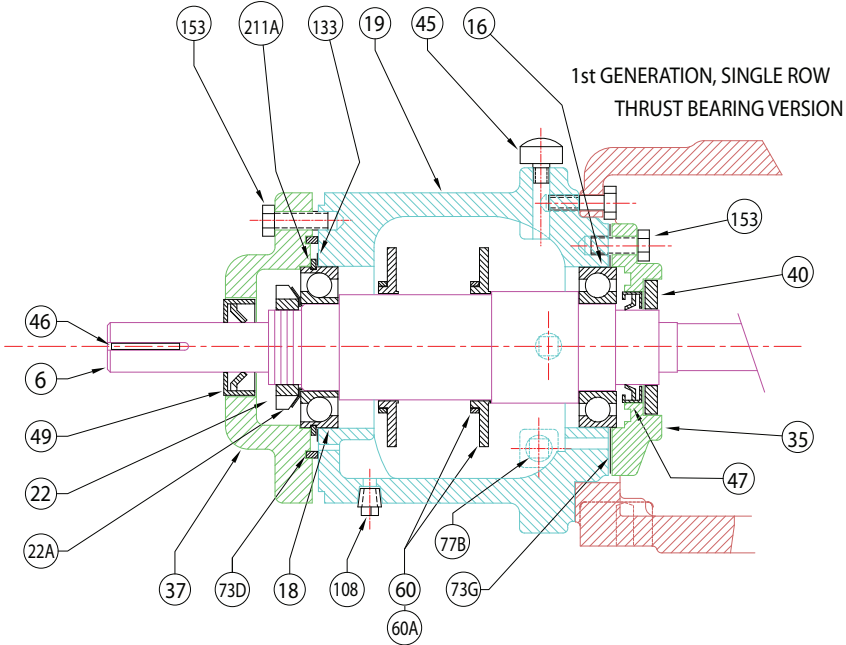 153
211A
133
19
45
16
1st GENERATION, SINGLE ROW
THRUST BEARING VERSION
153
40
46
6
49
35
22
47
22A
77B
37
73D
18
108
60
73G
60A